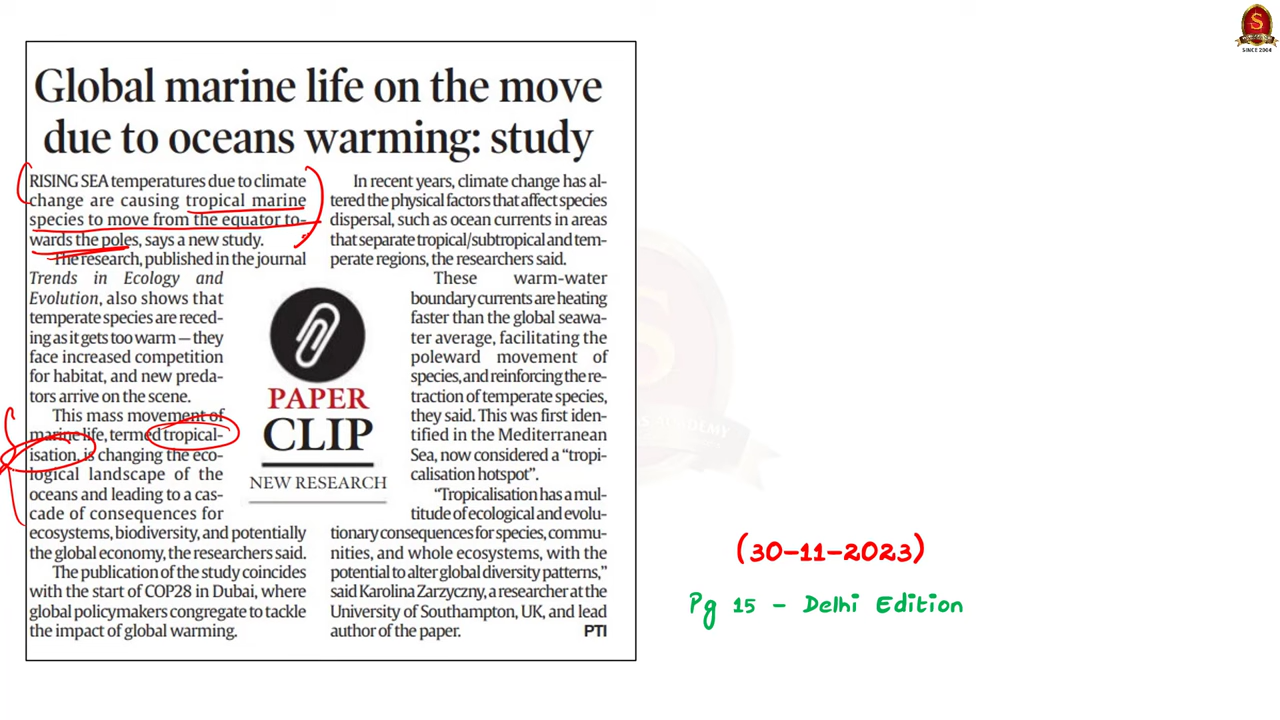 Global marine life on the move
due to oceans warming: study
RISING SEA temperatures due to climate
change are causing tropical marine
species to move from the equator to-
wards the poles, says a new study.
The research, published in the journal
Trends in Ecology and
Evolution, also shows that
temperate species are reced-
ing as it gets too warm — they
face increased competition
for habitat, and new preda-
tors arrive on the scene.
This mass movement of
marine life, termed tropical-
isation, is changing the eco-
logical landscape of the
oceans and leading to a cas-
cade of consequences for
ecosystems, biodiversity, and potentially
the global economy, the researchers said.
The publication of the study coincides
with the start of COP28 in Dubai, where
global policymakers congregate to tackle
the impact of global warming.
In recent years, climate change has al-
tered the physical factors that affect species
dispersal, such as ocean currents in areas
that separate tropical/subtropical and tem-
perate regions, the researchers said.
These warm-water
boundary currents are heating
faster than the global seawa-
ter average, facilitating the
poleward movement of
species, and reinforcing the re-
traction of temperate species,
they said. This was first iden-
tified in the Mediterranean
Sea, now considered a “tropi-
calisation hotspot”.
“Tropicalisation has a mul-
titude of ecological and evolu-
tionary consequences for species, commu-
nities, and whole ecosystems, with the
potential to alter global diversity patterns,”
said Karolina Zarzyczny, a researcher at the
University of Southampton, UK, and lead
author of the paper. PTI
PAPER
CLIP
NEW RESEARCH
(30-11-2023)
Pg 15 - Delhi Edition
S
SINCE 2004
ACADEMY